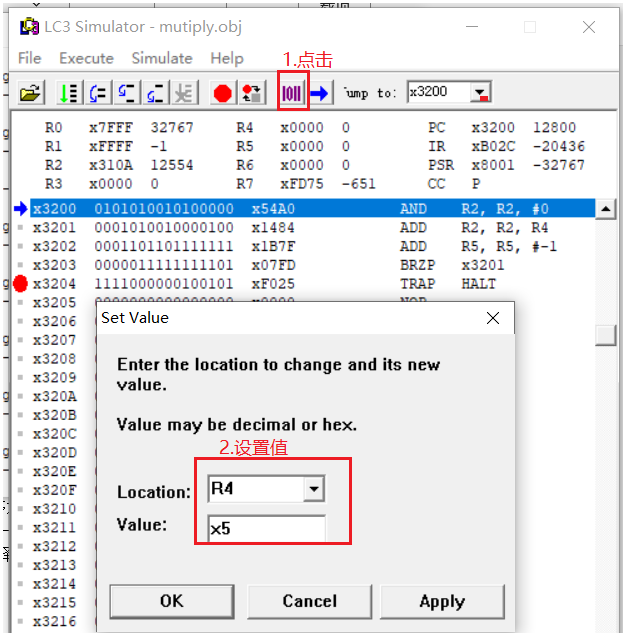 LC3 Simulator - mutiply.obj
File Execute Simulate Help
1.点击
Jump to: x3200
R0 x7FFF 32767 R4 x0000 0 PC x3200 12800
R1 xFFFF -1 R5 x0000 0 IR xB02C -20436
R2 x310A 12554 R6 x0000 0 PSR x8001 -32767
R3 x0000 0 R7 xFD75 -651 CC P
x3200 0101010010100000 x54A0 AND R2, R2, #0
x3201 0001010010000100 x1484 ADD R2, R2, R4
x3202 0001101101111111 x1B7F ADD R5, R5, #-1
x3203 0000011111111101 x07FD BRZP x3201
x3204 1111000000100101 xF025 TRAP HALT
x3205
x3206
x3207
x3208
x3209
x320A
x320B
x320C
x320D
x320E
x320F
x3210
x3211
x3212
x3213
x3214
x3215
x3216
Set Value
Enter the location to change and its new
value.
Value may be decimal or hex.
2.设置值
Location: R4
Value: x5
OK Cancel Apply